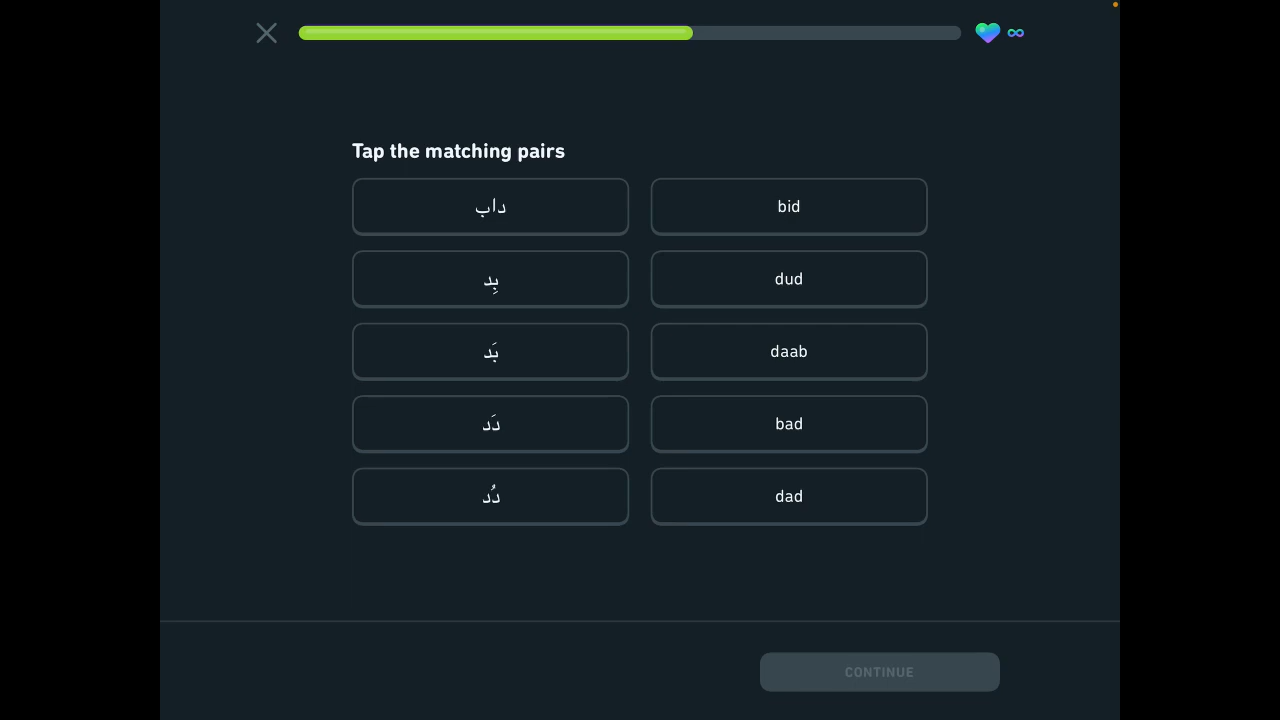 ∞
Tap the matching pairs
داب
bid
بِد
dud
بَد
daab
دَد
bad
دُد
dad
CONTINUE